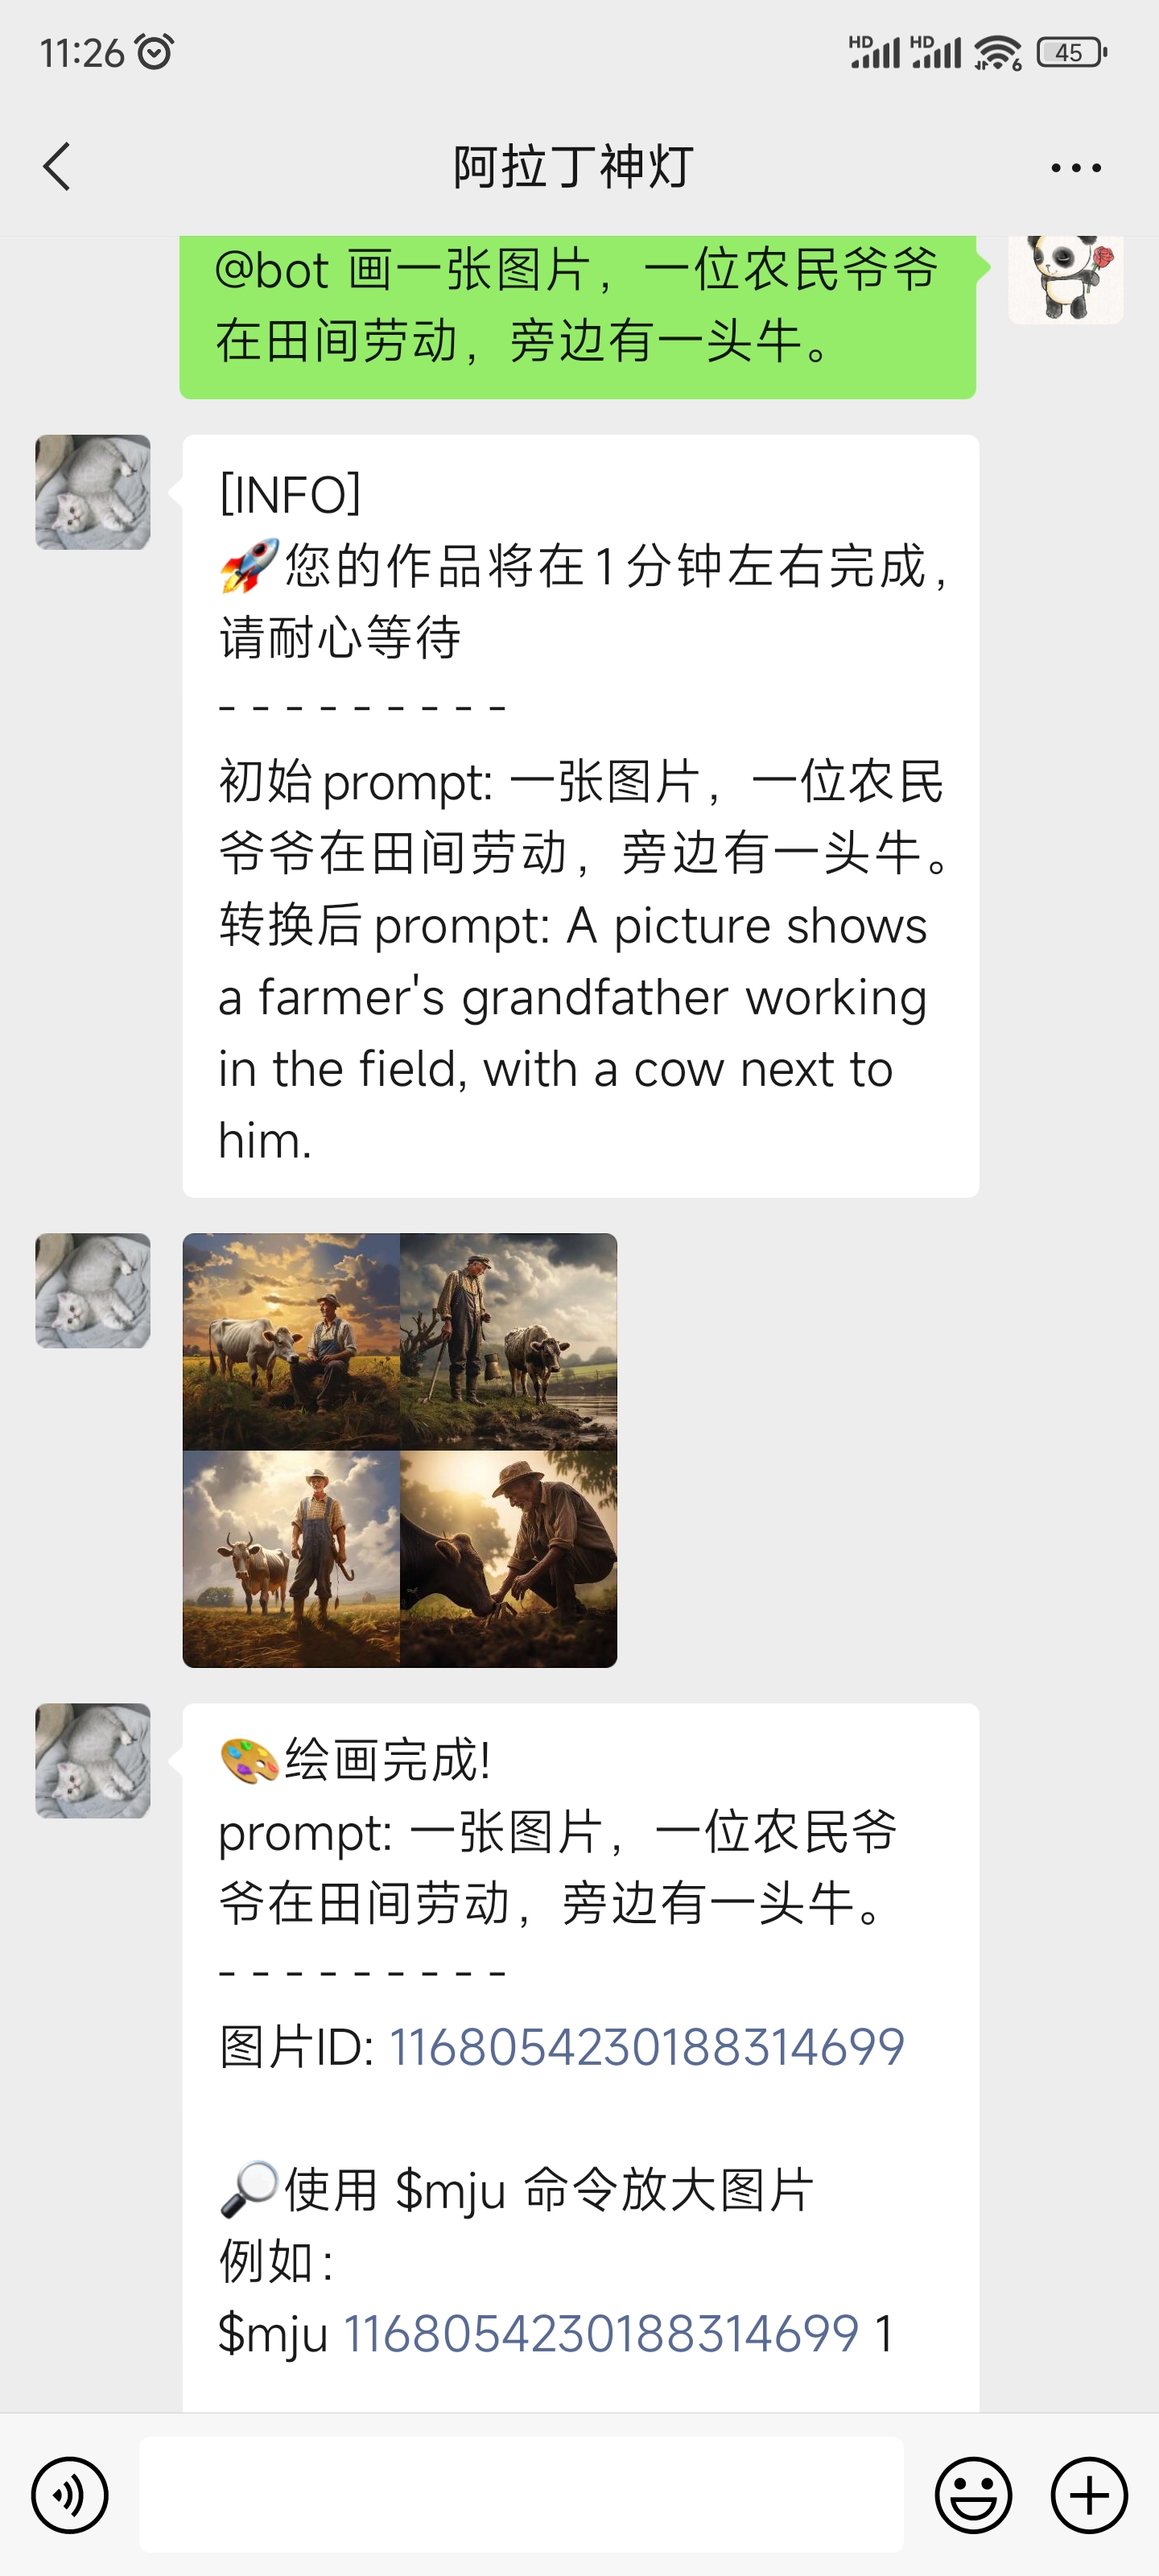 11:26
HD HD 6 45
阿拉丁神灯
@bot 画一张图片，一位农民爷爷
在田间劳动，旁边有一头牛。
[INFO]
🚀您的作品将在1分钟左右完成，
请耐心等待
- - - - - - - - -
初始prompt: 一张图片，一位农民
爷爷在田间劳动，旁边有一头牛。
转换后prompt: A picture shows
a farmer's grandfather working
in the field, with a cow next to
him.
🎨绘画完成!
prompt: 一张图片，一位农民爷
爷在田间劳动，旁边有一头牛。
- - - - - - - - -
图片ID: 1168054230188314699
🔎使用 $mju 命令放大图片
例如：
$mju 1168054230188314699 1